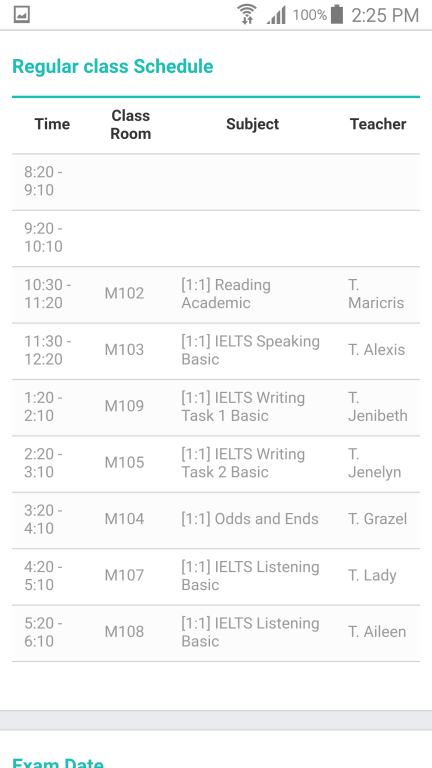 100% 2:25 PM
Regular class Schedule
Time Class Room Subject Teacher
8:20 -
9:10
9:20 -
10:10
10:30 - M102 [1:1] Reading T.
11:20 Academic Maricris
11:30 - M103 [1:1] IELTS Speaking T. Alexis
12:20 Basic
1:20 - M109 [1:1] IELTS Writing T.
2:10 Task 1 Basic Jenibeth
2:20 - M105 [1:1] IELTS Writing T.
3:10 Task 2 Basic Jenelyn
3:20 - M104 [1:1] Odds and Ends T. Grazel
4:10
4:20 - M107 [1:1] IELTS Listening T. Lady
5:10 Basic
5:20 - M108 [1:1] IELTS Listening T. Aileen
6:10 Basic
Exam Date